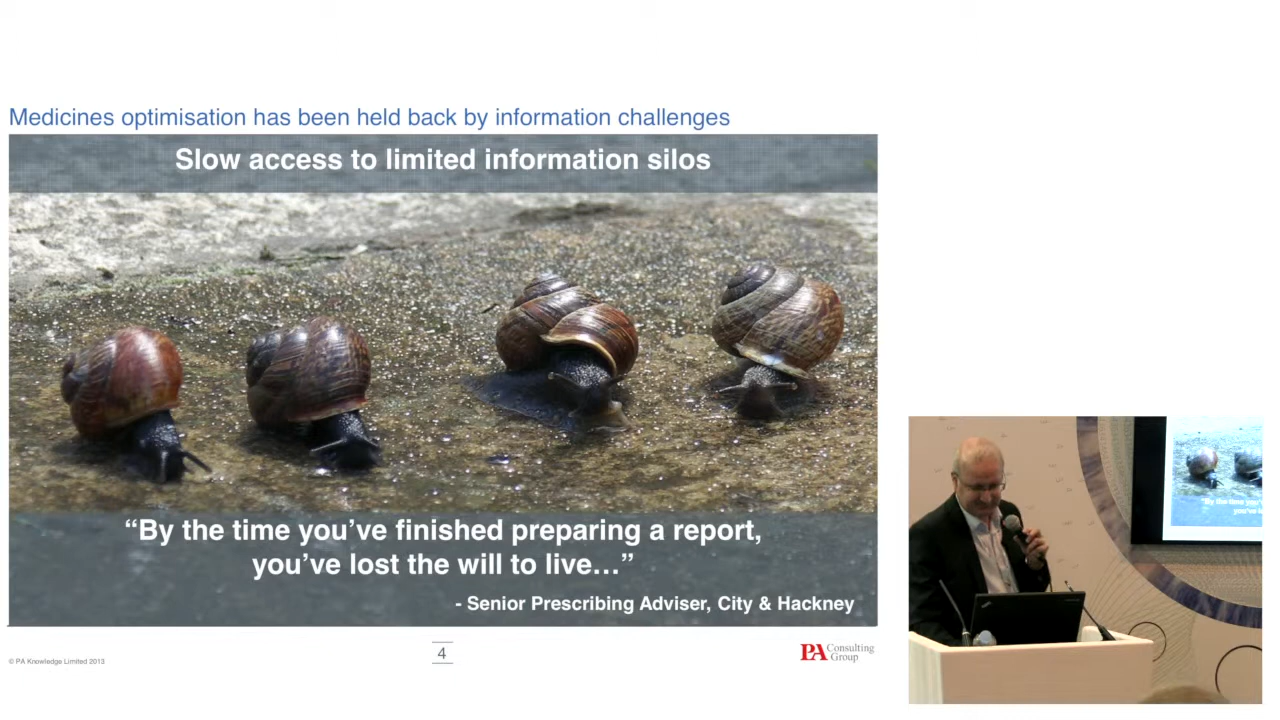 Medicines optimisation has been held back by information challenges
Slow access to limited information silos
“By the time you’ve finished preparing a report,
you’ve lost the will to live…”
- Senior Prescribing Adviser, City & Hackney
© PA Knowledge Limited 2013
4
PA Consulting
Group